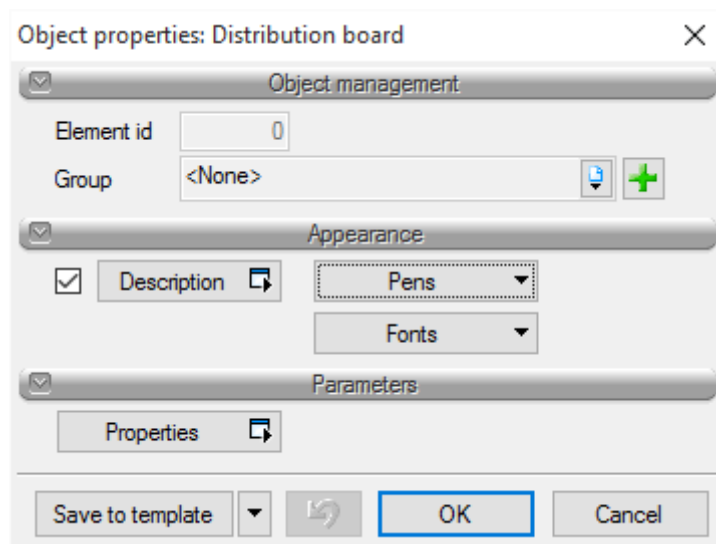 Object properties: Distribution board
Object management
Element id 0
Group <None>
Appearance
Description Pens
Fonts
Parameters
Properties
Save to template OK Cancel